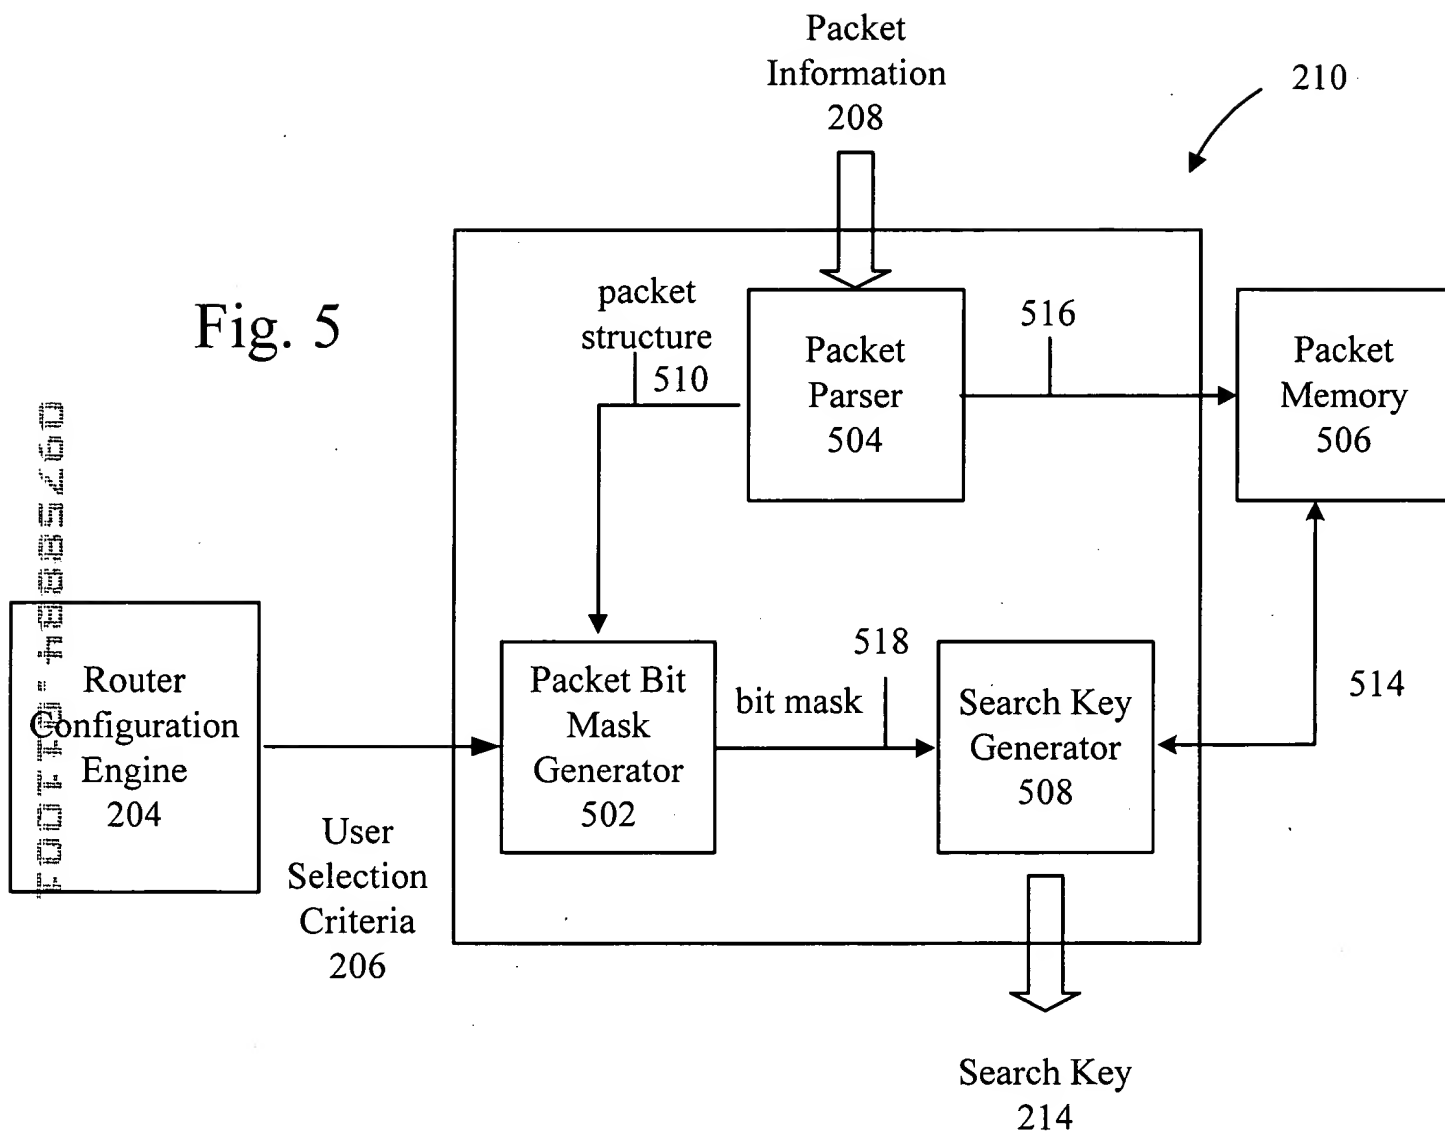 Packet
Information
208
210
Fig. 5
packet
structure
510
Packet
Parser
504
516
Packet
Memory
506
Router
Configuration
Engine
204
User
Selection
Criteria
206
Packet Bit
Mask
Generator
502
bit mask
518
Search Key
Generator
508
514
Search Key
214